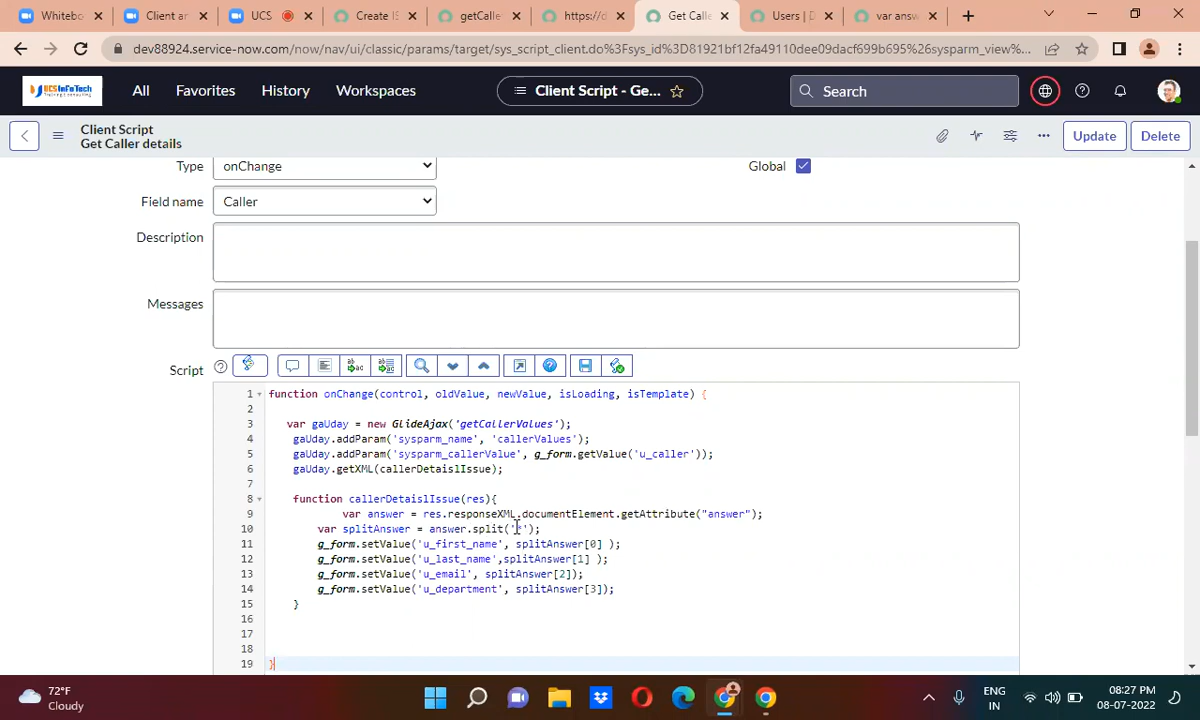 Whitebo
Client ar
UCS
Create IS
getCalle
https://d
Get Calle
Users | D
var answ
dev88924.service-now.com/now/nav/ui/classic/params/target/sys_script_client.do%3Fsys_id%3D81921bf12fa49110dee09dacf699b695%26sysparm_view%...
UCSInfoTech
All
Favorites
History
Workspaces
Client Script - Ge...
Search
Client Script
Get Caller details
Update
Delete
Type
onChange
Global
Field name
Caller
Description
Messages
Script
1 function onChange(control, oldValue, newValue, isLoading, isTemplate) {
2
3 var gaUday = new GlideAjax('getCallerValues');
4 gaUday.addParam('sysparm_name', 'callerValues');
5 gaUday.addParam('sysparm_callerValue', g_form.getValue('u_caller'));
6 gaUday.getXML(callerDetaislIssue);
7
8 function callerDetaislIssue(res){
9 var answer = res.responseXML.documentElement.getAttribute("answer");
10 var splitAnswer = answer.split('*');
11 g_form.setValue('u_first_name', splitAnswer[0] );
12 g_form.setValue('u_last_name',splitAnswer[1] );
13 g_form.setValue('u_email', splitAnswer[2]);
14 g_form.setValue('u_department', splitAnswer[3]);
15 }
16
17
18
19 }
72°F
Cloudy
ENG
IN
08:27 PM
08-07-2022